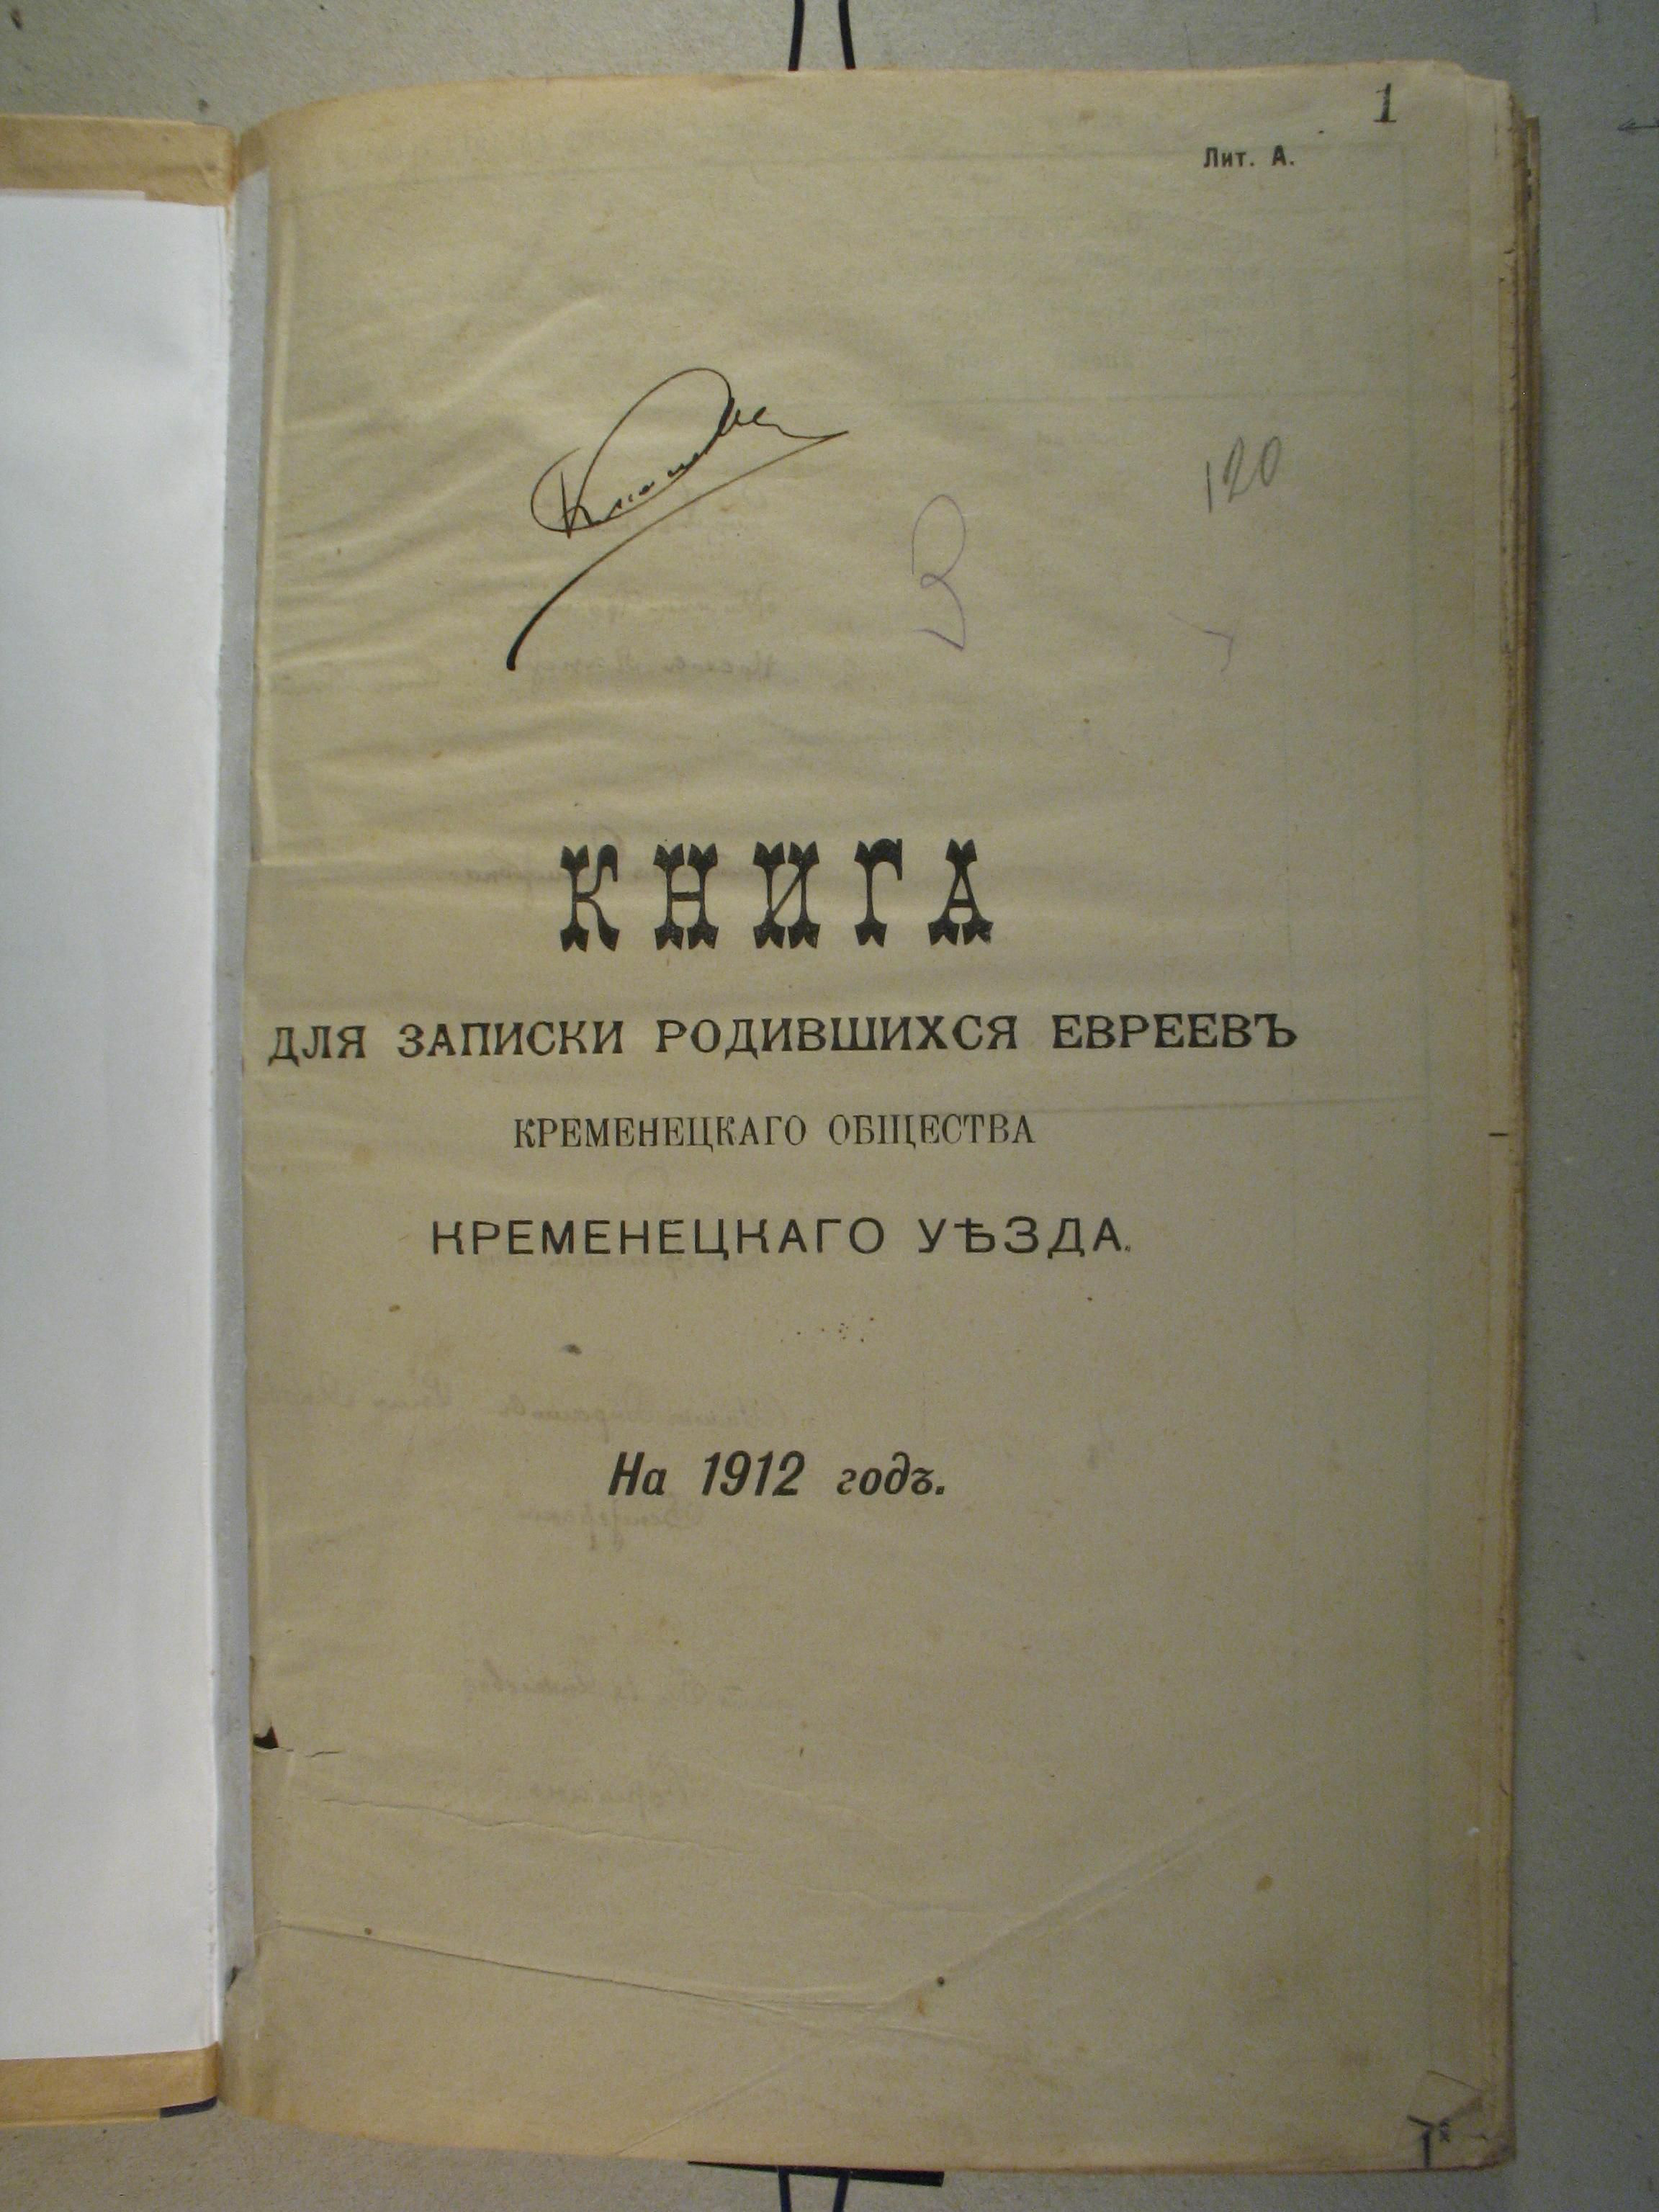 1
Лит. А.
120
3
КНИГА
ДЛЯ ЗАПИСКИ РОДИВШИХСЯ ЕВРЕЕВЪ
КРЕМЕНЕЦКАГО ОБЩЕСТВА
КРЕМЕНЕЦКАГО УѢЗДА.
На 1912 годъ.